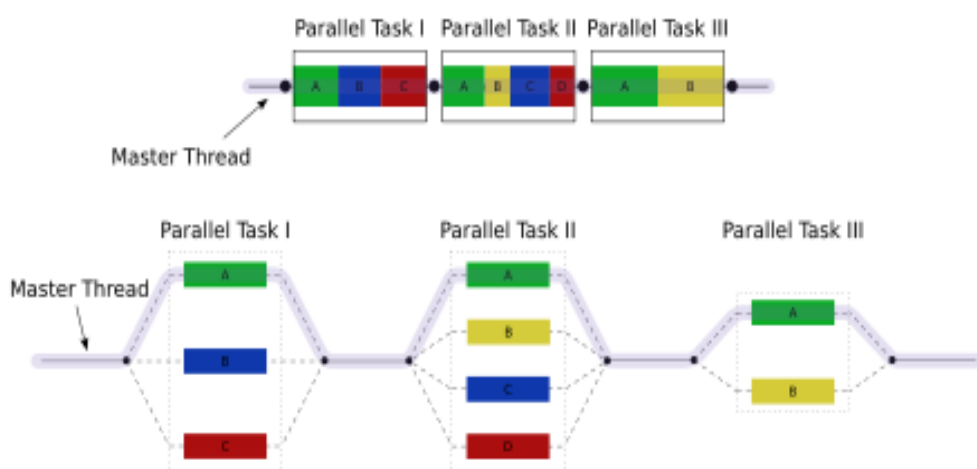 Parallel Task I Parallel Task II Parallel Task III
A B C A B C D A B
Master Thread
Parallel Task I Parallel Task II Parallel Task III
Master Thread
A A A
B B
B C
C D